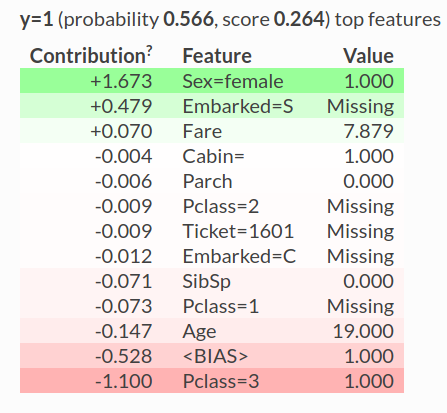 y=1 (probability 0.566, score 0.264) top features
Contribution? Feature Value
+1.673 Sex=female 1.000
+0.479 Embarked=S Missing
+0.070 Fare 7.879
-0.004 Cabin= 1.000
-0.006 Parch 0.000
-0.009 Pclass=2 Missing
-0.009 Ticket=1601 Missing
-0.012 Embarked=C Missing
-0.071 SibSp 0.000
-0.073 Pclass=1 Missing
-0.147 Age 19.000
-0.528 <BIAS> 1.000
-1.100 Pclass=3 1.000